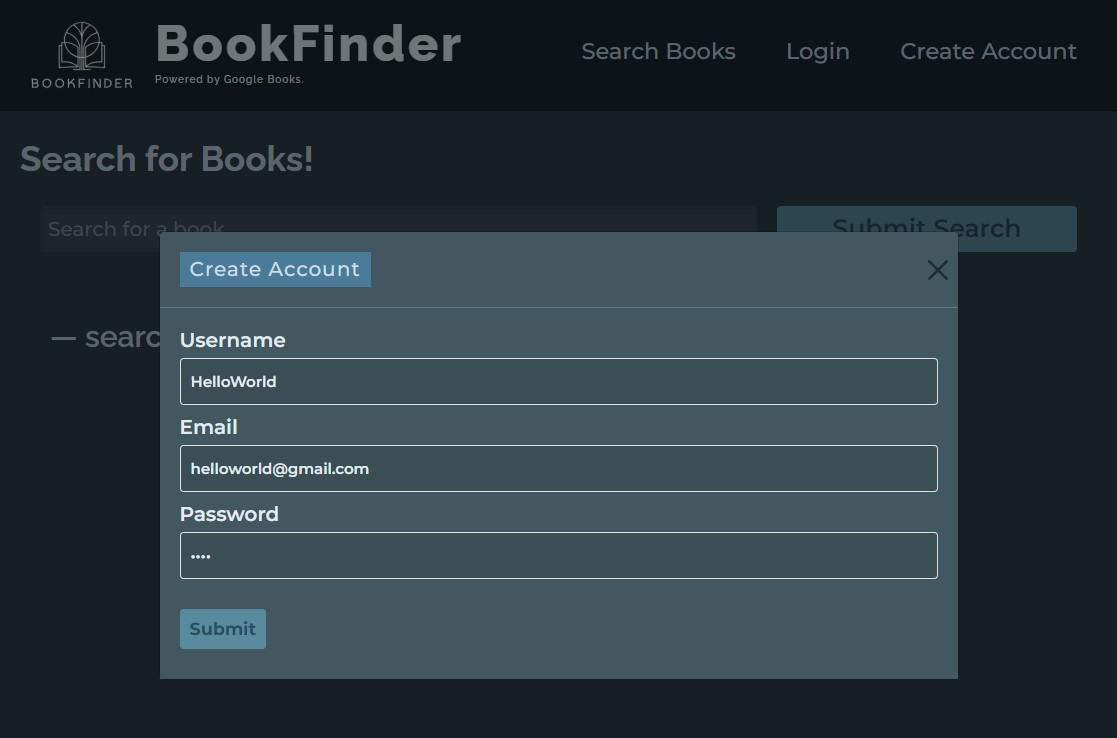 BOOKFINDER
BookFinder
Powered by Google Books.
Search Books
Login
Create Account
Search for Books!
Search for a book
Submit Search
— searc
Create Account
Username
HelloWorld
Email
helloworld@gmail.com
Password
••••
Submit